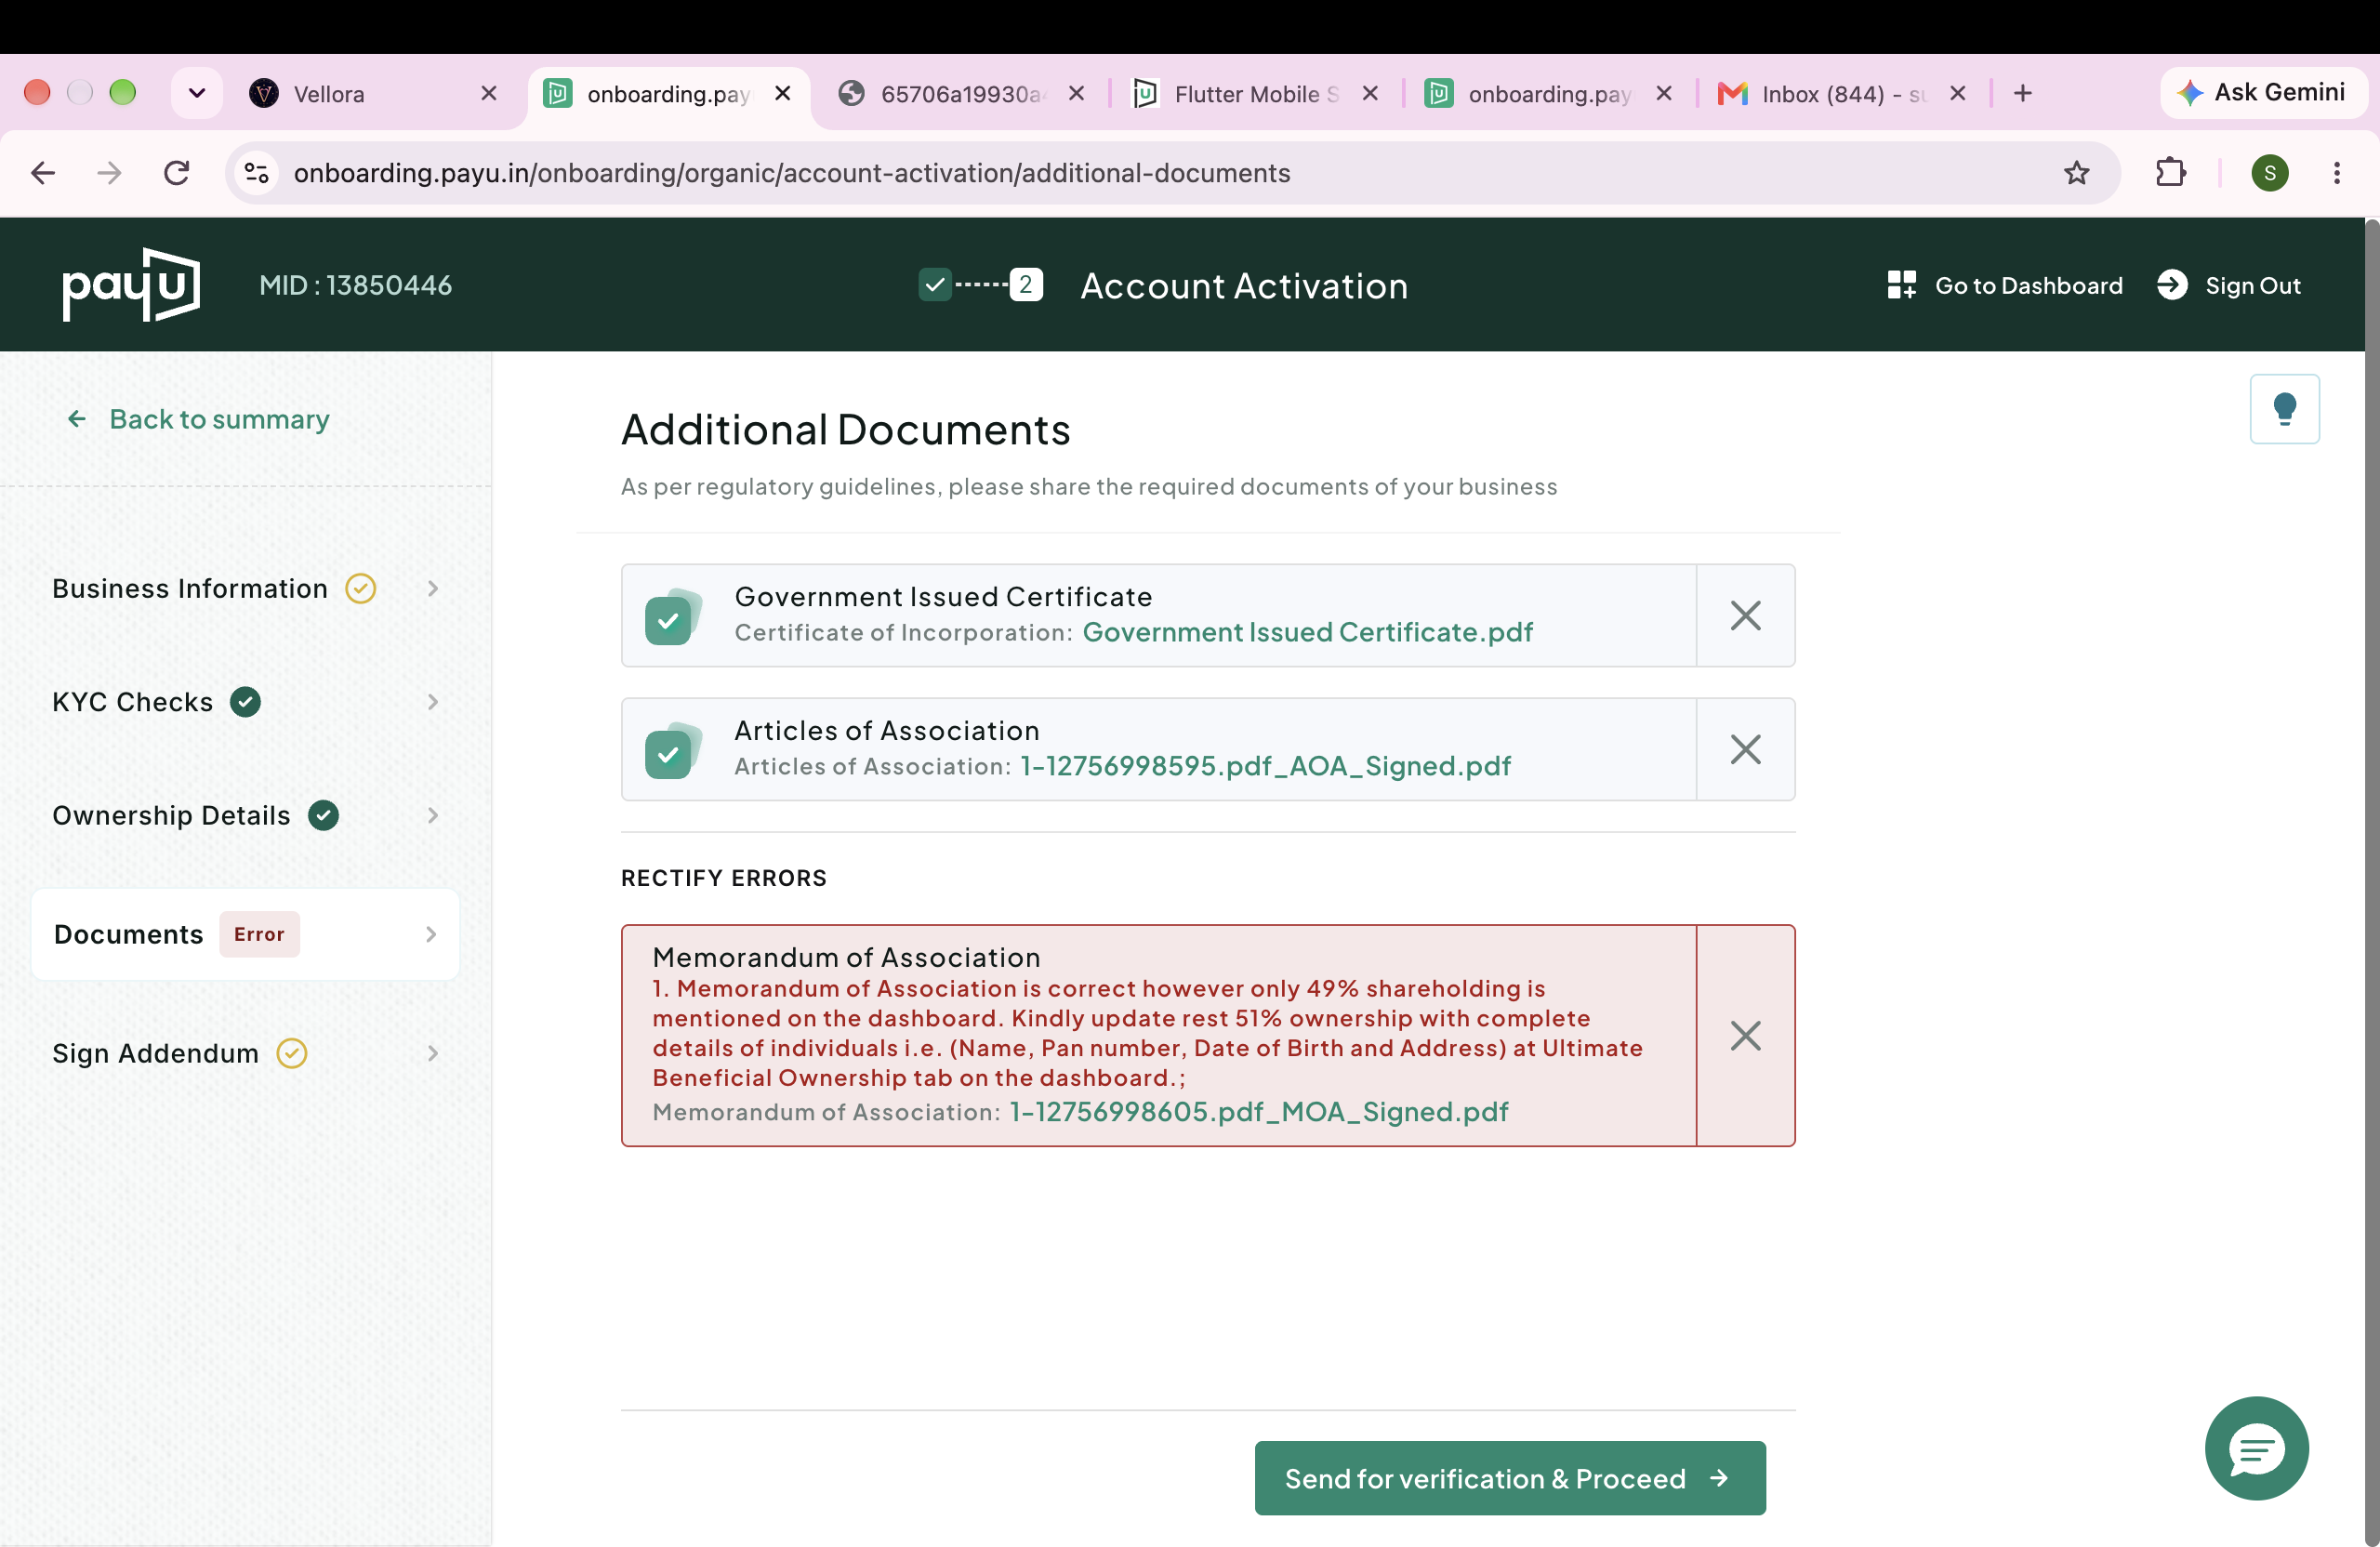 Vellora
onboarding.pay
65706a19930a
Flutter Mobile S
onboarding.pay
Inbox (844) - su
Ask Gemini
onboarding.payu.in/onboarding/organic/account-activation/additional-documents
S
payu
MID : 13850446
2
Account Activation
Go to Dashboard
Sign Out
Back to summary
Business Information
KYC Checks
Ownership Details
Documents Error
Sign Addendum
Additional Documents
As per regulatory guidelines, please share the required documents of your business
Government Issued Certificate
Certificate of Incorporation: Government Issued Certificate.pdf
Articles of Association
Articles of Association: 1-12756998595.pdf_AOA_Signed.pdf
RECTIFY ERRORS
Memorandum of Association
1. Memorandum of Association is correct however only 49% shareholding is
mentioned on the dashboard. Kindly update rest 51% ownership with complete
details of individuals i.e. (Name, Pan number, Date of Birth and Address) at Ultimate
Beneficial Ownership tab on the dashboard.;
Memorandum of Association: 1-12756998605.pdf_MOA_Signed.pdf
Send for verification & Proceed